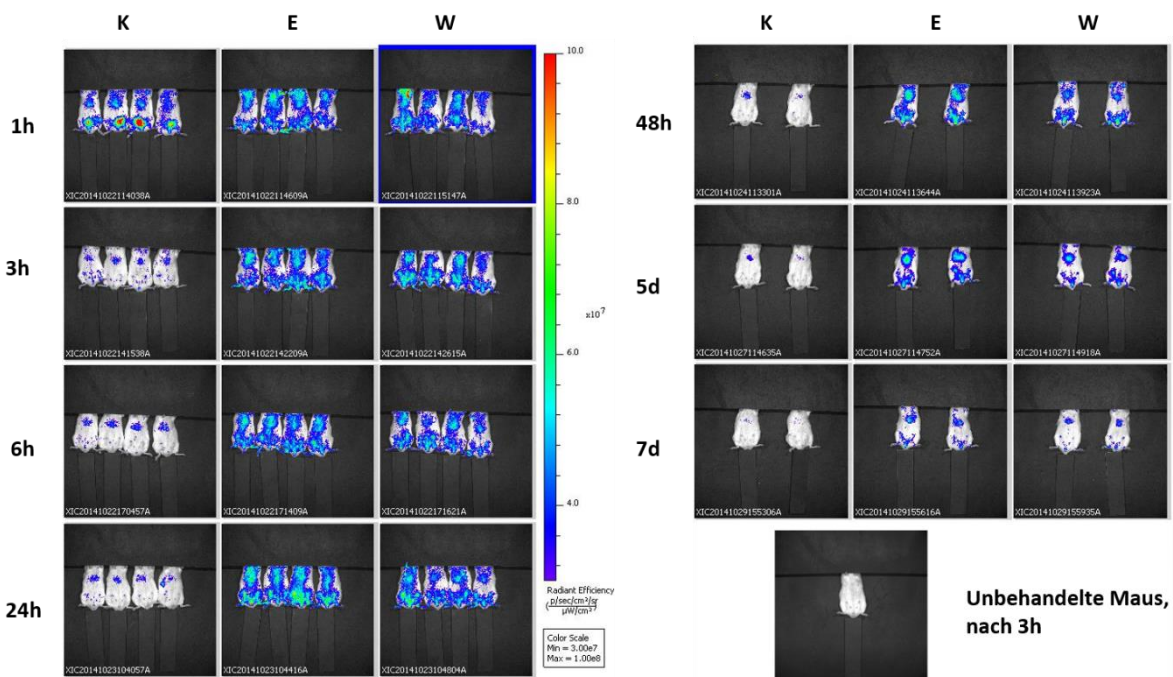 K E W
1h
XIC20141022114038A XIC20141022114609A XIC20141022115147A
3h
XIC20141022141538A XIC20141022142209A XIC20141022142615A
6h
XIC20141022170457A XIC20141022171409A XIC20141022171621A
24h
XIC20141023104057A XIC20141023104416A XIC20141023104804A
10.0
8.0
x10⁷
6.0
4.0
Radiant Efficiency
(p/sec/cm²/sr
µW/cm²)
Color Scale
Min = 3.00e7
Max = 1.00e8
K E W
48h
XIC20141024113301A XIC20141024113644A XIC20141024113923A
5d
XIC20141027114635A XIC20141027114752A XIC20141027114918A
7d
XIC20141029155306A XIC20141029155616A XIC20141029155935A
Unbehandelte Maus,
nach 3h